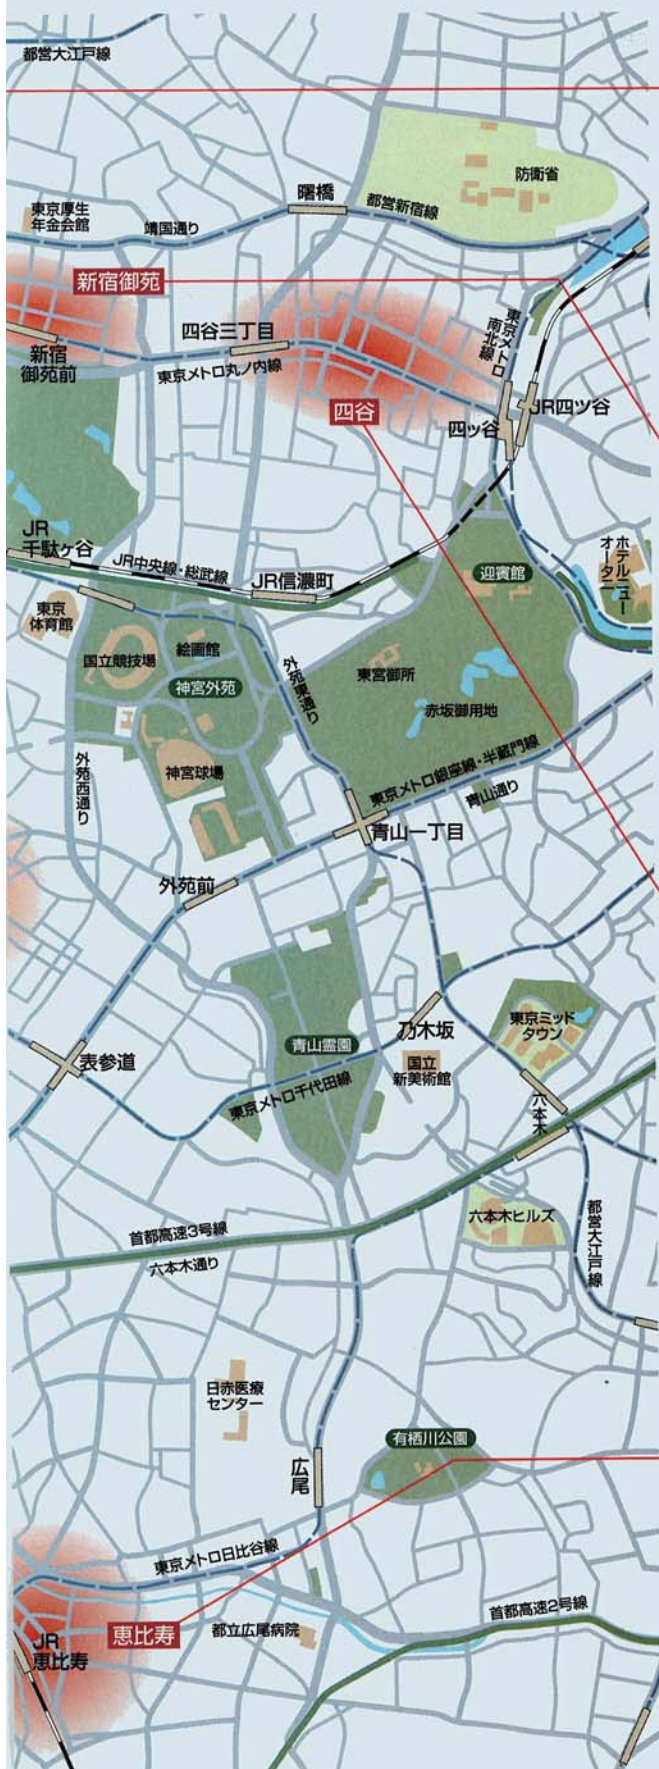 都営大江戸線
防衛省
曙橋
都営新宿線
東京厚生
年金会館
靖国通り
新宿御苑
四谷三丁目
東京メトロ
南北線
新宿
御苑前
東京メトロ丸ノ内線
四谷
四ッ谷
JR四ツ谷
JR
千駄ヶ谷
JR中央線・総武線
JR信濃町
迎賓館
ホテルニュー
オータニ
東京
体育館
国立競技場
絵画館
神宮外苑
外苑東通り
東宮御所
赤坂御用地
外苑西通り
神宮球場
東京メトロ銀座線・半蔵門線
青山通り
青山一丁目
外苑前
乃木坂
東京ミッド
タウン
青山霊園
国立
新美術館
表参道
東京メトロ千代田線
六本木
六本木ヒルズ
都営大江戸線
首都高速3号線
六本木通り
日赤医療
センター
有栖川公園
広尾
東京メトロ日比谷線
恵比寿
都立広尾病院
首都高速2号線
JR
恵比寿